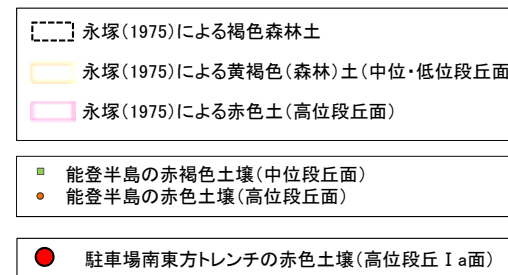 永塚(1975)による褐色森林土
永塚(1975)による黄褐色(森林)土(中位・低位段丘面
永塚(1975)による赤色土(高位段丘面)
能登半島の赤褐色土壌(中位段丘面)
能登半島の赤色土壌(高位段丘面)
駐車場南東方トレンチの赤色土壌(高位段丘Ⅰa面)